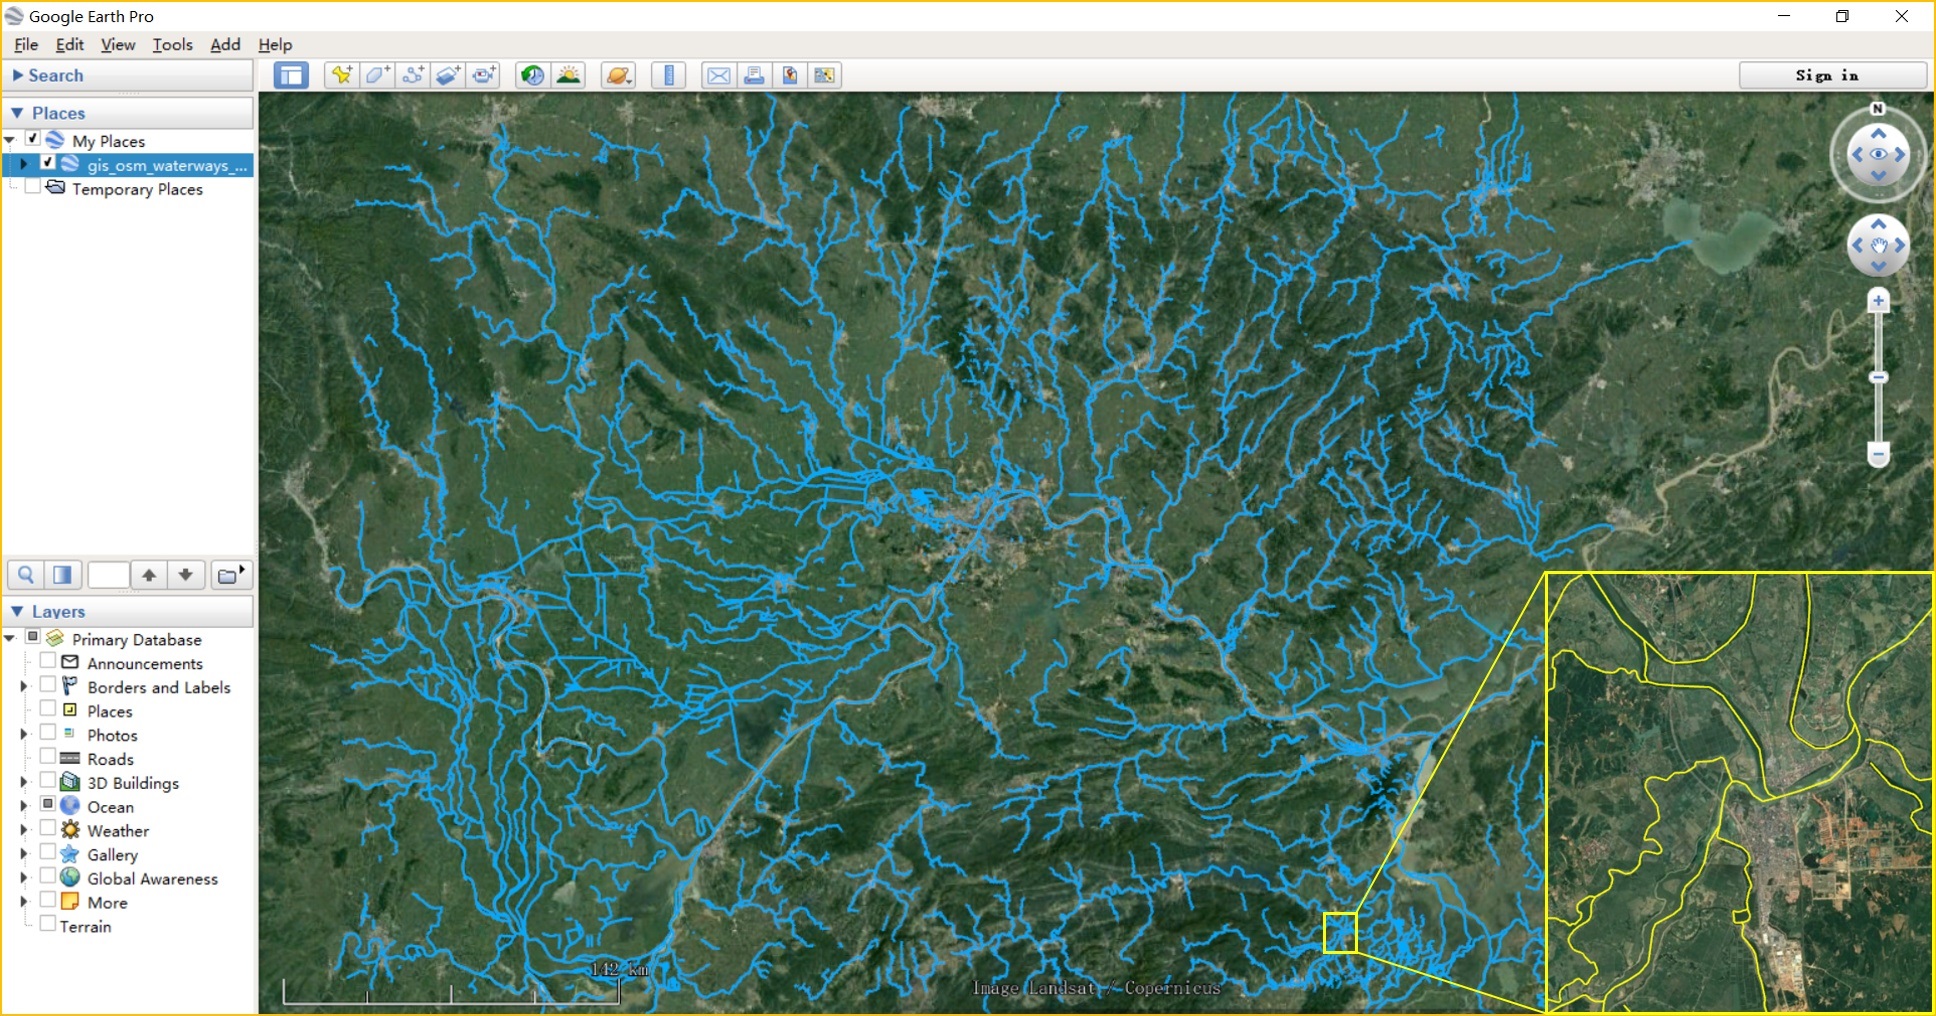 Google Earth Pro
File Edit View Tools Add Help
Search
Sign in
Places
My Places
gis_osm_waterways_...
Temporary Places
N
Layers
Primary Database
Announcements
Borders and Labels
Places
Photos
Roads
3D Buildings
Ocean
Weather
Gallery
Global Awareness
More
Terrain
142 km
Image Landsat / Copernicus